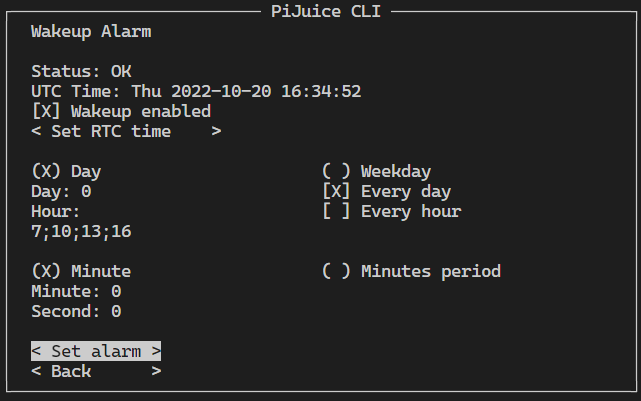 PiJuice CLI
Wakeup Alarm
Status: OK
UTC Time: Thu 2022-10-20 16:34:52
[X] Wakeup enabled
< Set RTC time    >
(X) Day ( ) Weekday
Day: 0 [X] Every day
Hour: [ ] Every hour
7;10;13;16
(X) Minute ( ) Minutes period
Minute: 0
Second: 0
< Set alarm >
< Back      >